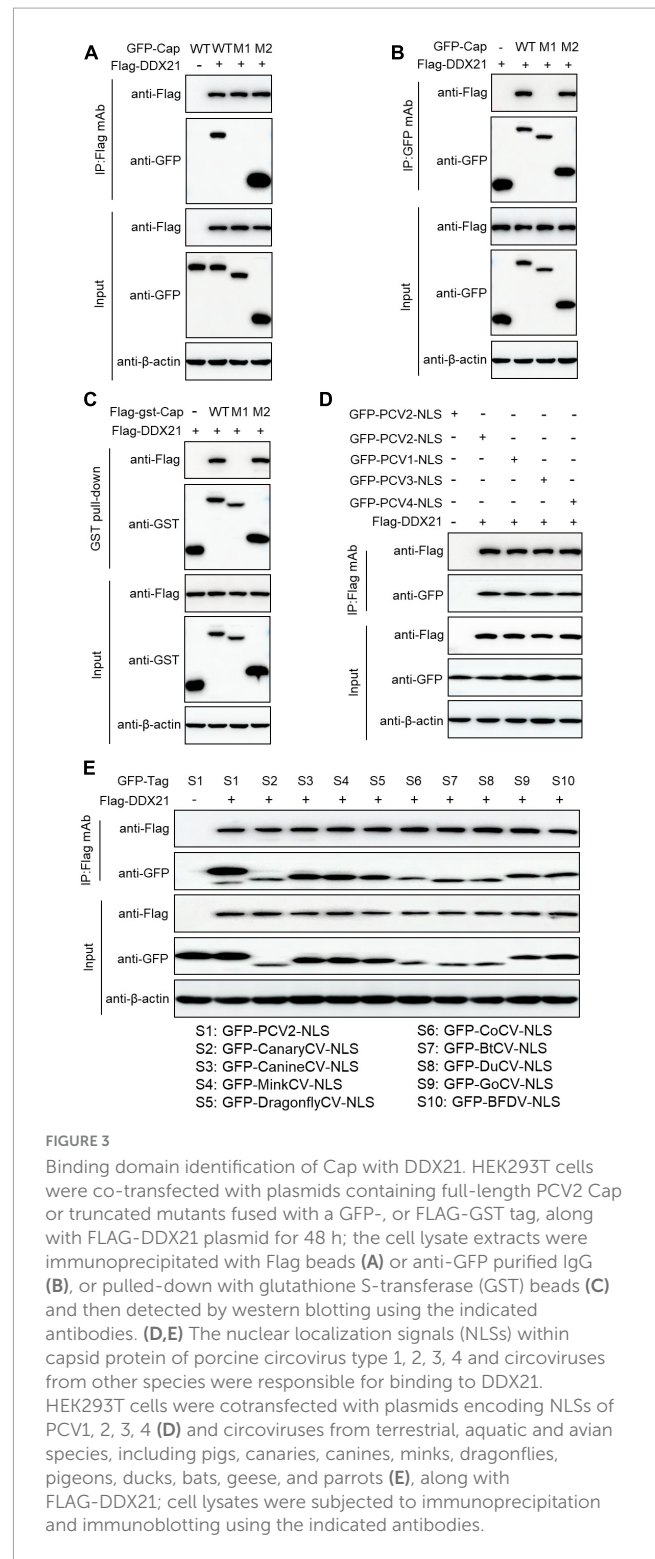 A
GFP-Cap WT WT M1 M2
Flag-DDX21 - + + +
IP:Flag mAb
anti-Flag
anti-GFP
Input
anti-Flag
anti-GFP
anti-β-actin
B
GFP-Cap - WT M1 M2
Flag-DDX21 + + + +
IP:GFP mAb
anti-Flag
anti-GFP
Input
anti-Flag
anti-GFP
anti-β-actin
C
Flag-gst-Cap - WT M1 M2
Flag-DDX21 + + + +
GST pull-down
anti-Flag
anti-GST
Input
anti-Flag
anti-GST
anti-β-actin
D
GFP-PCV2-NLS + - - - -
GFP-PCV2-NLS - + - - -
GFP-PCV1-NLS - - + - -
GFP-PCV3-NLS - - - + -
GFP-PCV4-NLS - - - - +
Flag-DDX21 - + + + +
IP:Flag mAb
anti-Flag
anti-GFP
Input
anti-Flag
anti-GFP
anti-β-actin
E
GFP-Tag S1 S1 S2 S3 S4 S5 S6 S7 S8 S9 S10
Flag-DDX21 - + + + + + + + + + +
IP:Flag mAb
anti-Flag
anti-GFP
Input
anti-Flag
anti-GFP
anti-β-actin
S1: GFP-PCV2-NLS
S2: GFP-CanaryCV-NLS
S3: GFP-CanineCV-NLS
S4: GFP-MinkCV-NLS
S5: GFP-DragonflyCV-NLS
S6: GFP-CoCV-NLS
S7: GFP-BtCV-NLS
S8: GFP-DuCV-NLS
S9: GFP-GoCV-NLS
S10: GFP-BFDV-NLS
FIGURE 3
Binding domain identification of Cap with DDX21. HEK293T cells
were co-transfected with plasmids containing full-length PCV2 Cap
or truncated mutants fused with a GFP-, or FLAG-GST tag, along
with FLAG-DDX21 plasmid for 48 h; the cell lysate extracts were
immunoprecipitated with Flag beads (A) or anti-GFP purified IgG
(B), or pulled-down with glutathione S-transferase (GST) beads (C)
and then detected by western blotting using the indicated
antibodies. (D,E) The nuclear localization signals (NLSs) within
capsid protein of porcine circovirus type 1, 2, 3, 4 and circoviruses
from other species were responsible for binding to DDX21.
HEK293T cells were cotransfected with plasmids encoding NLSs of
PCV1, 2, 3, 4 (D) and circoviruses from terrestrial, aquatic and avian
species, including pigs, canaries, canines, minks, dragonflies,
pigeons, ducks, bats, geese, and parrots (E), along with
FLAG-DDX21; cell lysates were subjected to immunoprecipitation
and immunoblotting using the indicated antibodies.